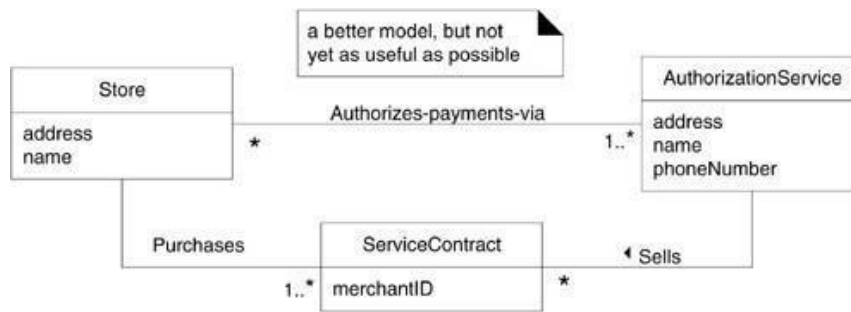 a better model, but not
yet as useful as possible
Store
AuthorizationService
address
name
Authorizes-payments-via
*
1..*
address
name
phoneNumber
Purchases
ServiceContract
Sells
1..*
merchantID
*